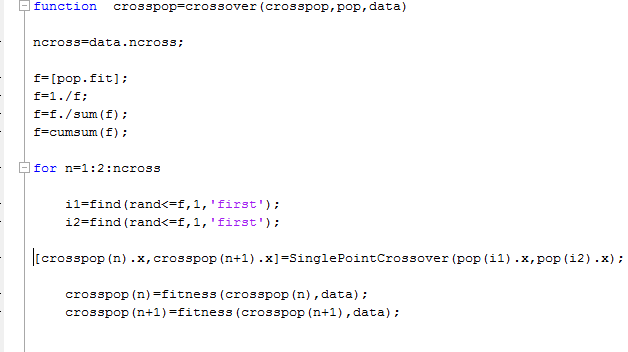 function  crosspop=crossover(crosspop,pop,data)
ncross=data.ncross;
f=[pop.fit];
f=1./f;
f=f./sum(f);
f=cumsum(f);
for n=1:2:ncross
i1=find(rand<=f,1,'first');
i2=find(rand<=f,1,'first');
[crosspop(n).x,crosspop(n+1).x]=SinglePointCrossover(pop(i1).x,pop(i2).x);
crosspop(n)=fitness(crosspop(n),data);
crosspop(n+1)=fitness(crosspop(n+1),data);